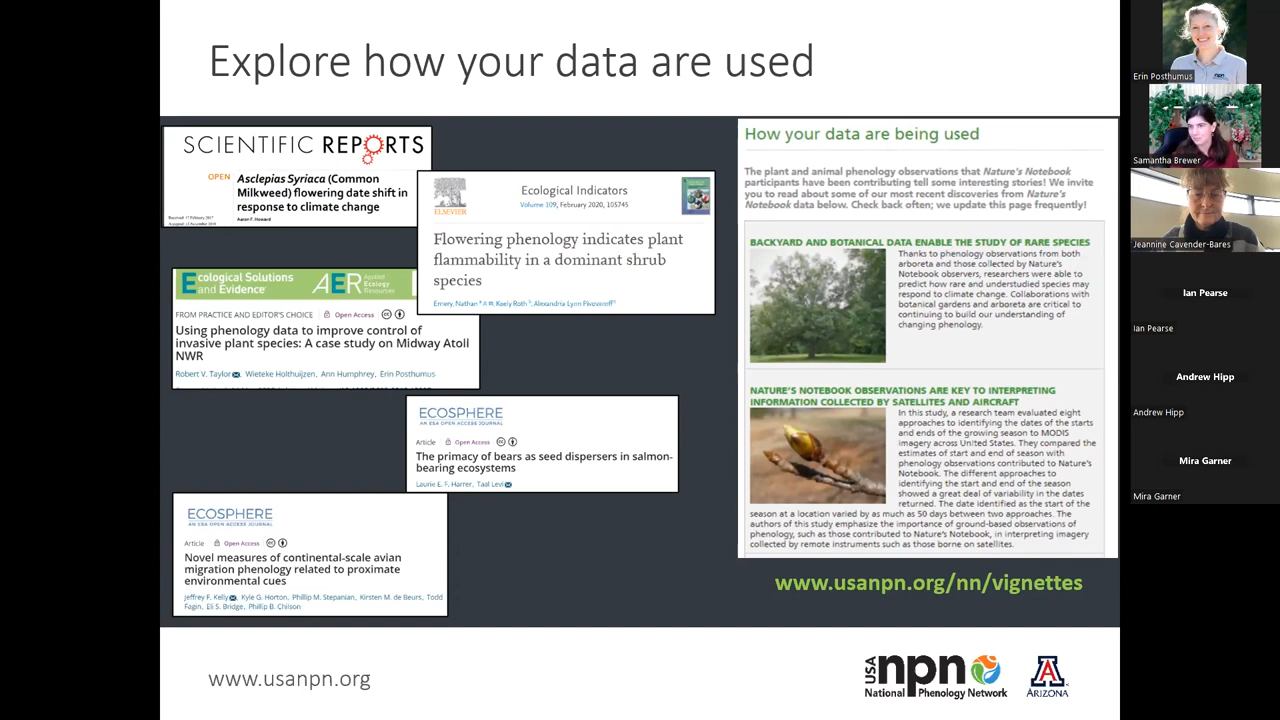 Explore how your data are used
SCIENTIFIC REPORTS
OPEN
Asclepias Syriaca (Common
Milkweed) flowering date shift in
response to climate change
Aaron F. Howard
Ecological Indicators
Volume 109, February 2020, 105745
ELSEVIER
Flowering phenology indicates plant
flammability in a dominant shrub
species
Emery, Nathan
Keely Roth
Alexandria
Ecological Solutions
and Evidence
AER Applied
Ecology
Resources
FROM PRACTICE AND EDITOR'S CHOICE Open Access
Using phenology data to improve control of
invasive plant species: A case study on Midway Atoll
NWR
Robert V. Taylor, Wieteke Holthuijzen, Ann Humphrey, Erin Posthumus
ECOSPHERE
AN ESA OPEN ACCESS JOURNAL
Article Open Access
The primacy of bears as seed dispersers in salmon-
bearing ecosystems
Laurie E. F. Harrer, Taal Levi
ECOSPHERE
AN ESA OPEN ACCESS JOURNAL
Article Open Access
Novel measures of continental-scale avian
migration phenology related to proximate
environmental cues
Jeffrey F. Kelly, Kyle G. Horton, Phillip M. Stepanian, Kirsten M. de Beurs, Todd
Fagin, Eli S. Bridge, Phillip B. Chilson
How your data are being used
The plant and animal phenology observations that Nature's Notebook
participants have been contributing tell some interesting stories! We invite
you to read about some of our most recent discoveries from Nature's
Notebook data below. Check back often; we update this page frequently!
BACKYARD AND BOTANICAL DATA ENABLE THE STUDY OF RARE SPECIES
Thanks to phenology observations from both
arboreta and those collected by Nature's
Notebook observers, researchers were able to
predict how rare and understudied species may
respond to climate change. Collaborations with
botanical gardens and arboreta are critical to
continuing to build our understanding of
changing phenology.
NATURE'S NOTEBOOK OBSERVATIONS ARE KEY TO INTERPRETING
INFORMATION COLLECTED BY SATELLITES AND AIRCRAFT
In this study, a research team evaluated eight
approaches to identifying the dates of the starts
and ends of the growing season to MODIS
imagery across United States. They compared the
estimates of start and end of season with
phenology observations contributed to Nature's
Notebook. The different approaches to
identifying the start and end of the season
showed a great deal of variability in the dates
returned. The date identified as the start of the
season at a location varied by as much as 50 days between two approaches. The
authors of this study emphasize the importance of ground-based observations of
phenology, such as those contributed to Nature's Notebook, in interpreting imagery
collected by remote instruments such as those borne on satellites.
www.usanpn.org/nn/vignettes
www.usanpn.org
USA npn
National Phenology Network
A
ARIZONA
npn
Erin Posthumus
Samantha Brewer
Jeannine Cavender-Bares
Ian Pearse
Ian Pearse
Andrew Hipp
Andrew Hipp
Mira Garner
Mira Garner